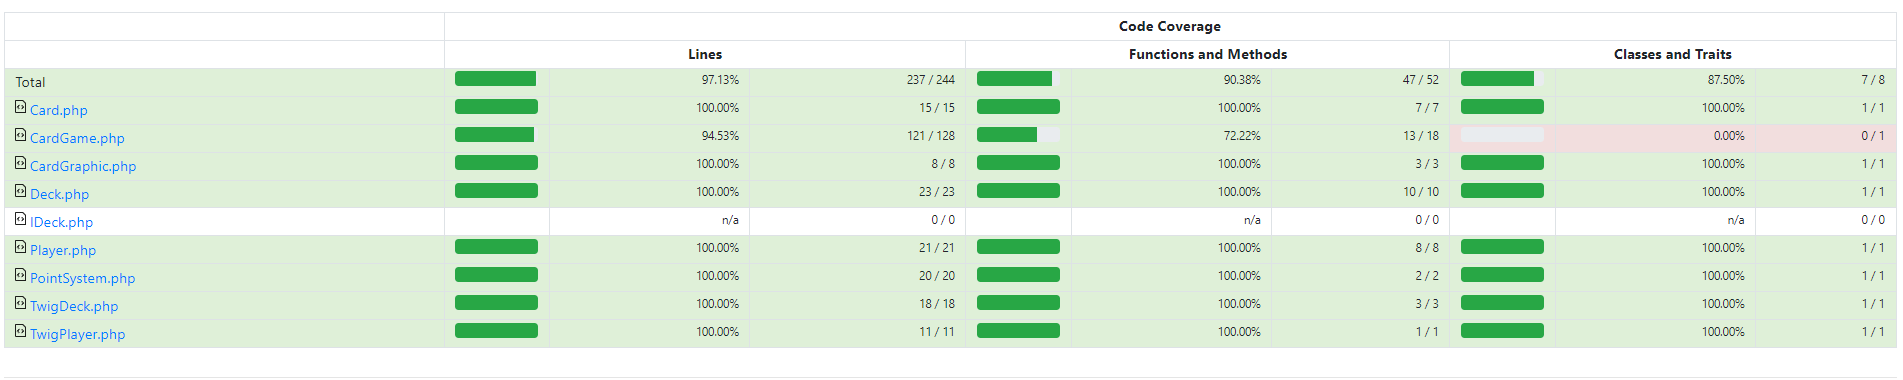 Code Coverage
Lines Functions and Methods Classes and Traits
Total 97.13% 237 / 244 90.38% 47 / 52 87.50% 7 / 8
Card.php 100.00% 15 / 15 100.00% 7 / 7 100.00% 1 / 1
CardGame.php 94.53% 121 / 128 72.22% 13 / 18 0.00% 0 / 1
CardGraphic.php 100.00% 8 / 8 100.00% 3 / 3 100.00% 1 / 1
Deck.php 100.00% 23 / 23 100.00% 10 / 10 100.00% 1 / 1
IDeck.php n/a 0 / 0 n/a 0 / 0 n/a 0 / 0
Player.php 100.00% 21 / 21 100.00% 8 / 8 100.00% 1 / 1
PointSystem.php 100.00% 20 / 20 100.00% 2 / 2 100.00% 1 / 1
TwigDeck.php 100.00% 18 / 18 100.00% 3 / 3 100.00% 1 / 1
TwigPlayer.php 100.00% 11 / 11 100.00% 1 / 1 100.00% 1 / 1